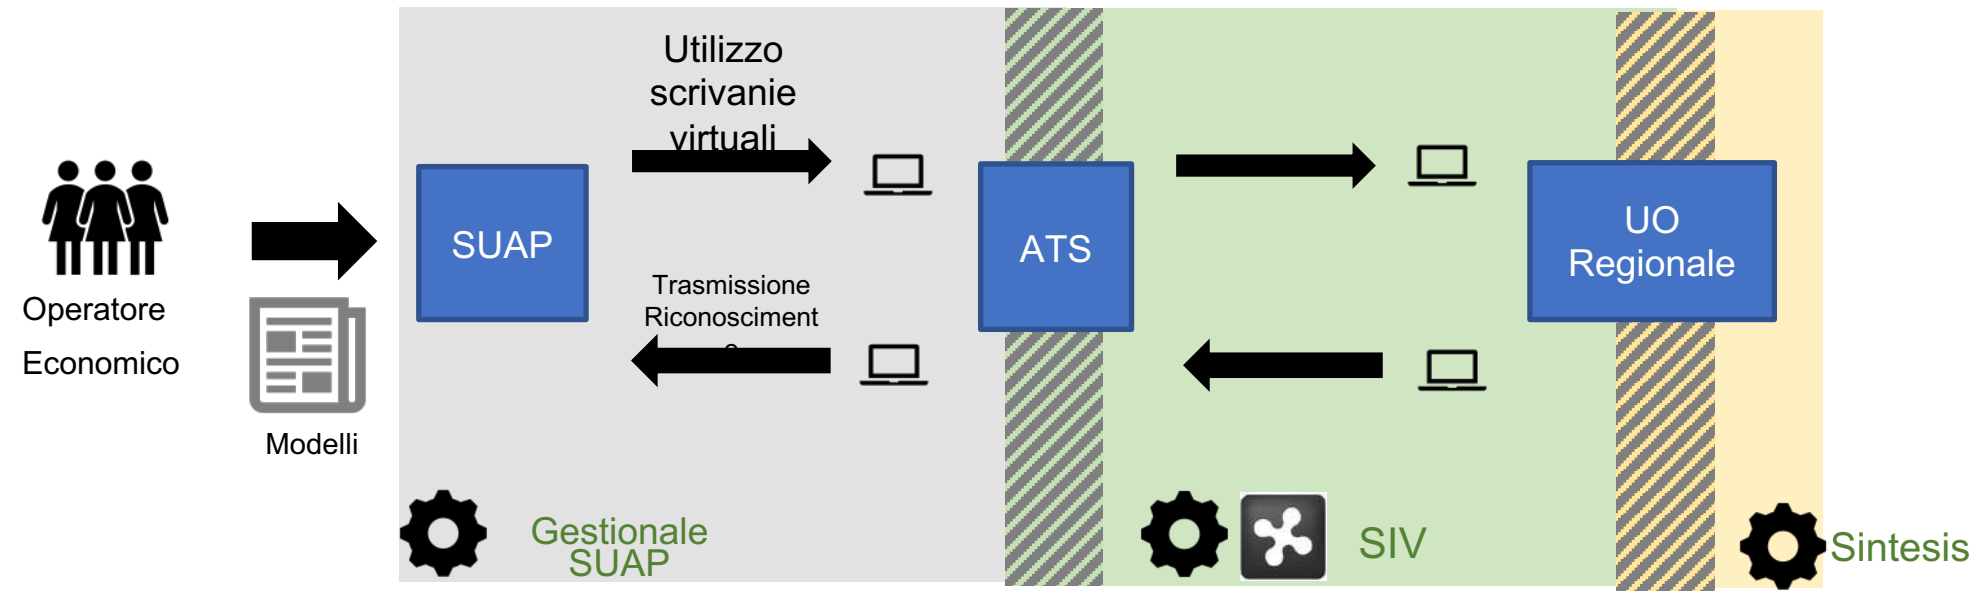 Utilizzo
scrivanie
virtuali
SUAP
ATS
UO
Regionale
Trasmissione
Riconosciment
o
Operatore
Economico
Modelli
Gestionale
SUAP
SIV
Sintesis